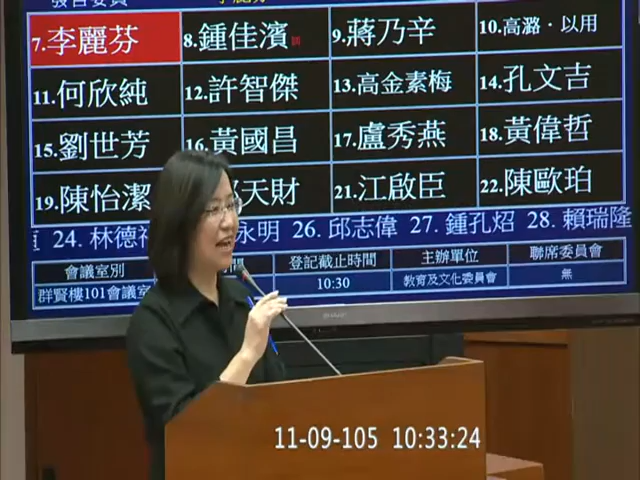 發言委員
7.李麗芬 8.鍾佳濱 9.蔣乃辛 10.高潞．以用
11.何欣純 12.許智傑 13.高金素梅 14.孔文吉
15.劉世芳 16.黃國昌 17.盧秀燕 18.黃偉哲
19.陳怡潔 天財 21.江啟臣 22.陳歐珀
24. 林德福 永明 26. 邱志偉 27. 鍾孔炤 28. 賴瑞隆
會議室別 間 登記截止時間 主辦單位 聯席委員會
群賢樓101會議室 10:30 教育及文化委員會 無
11-09-105 10:33:24